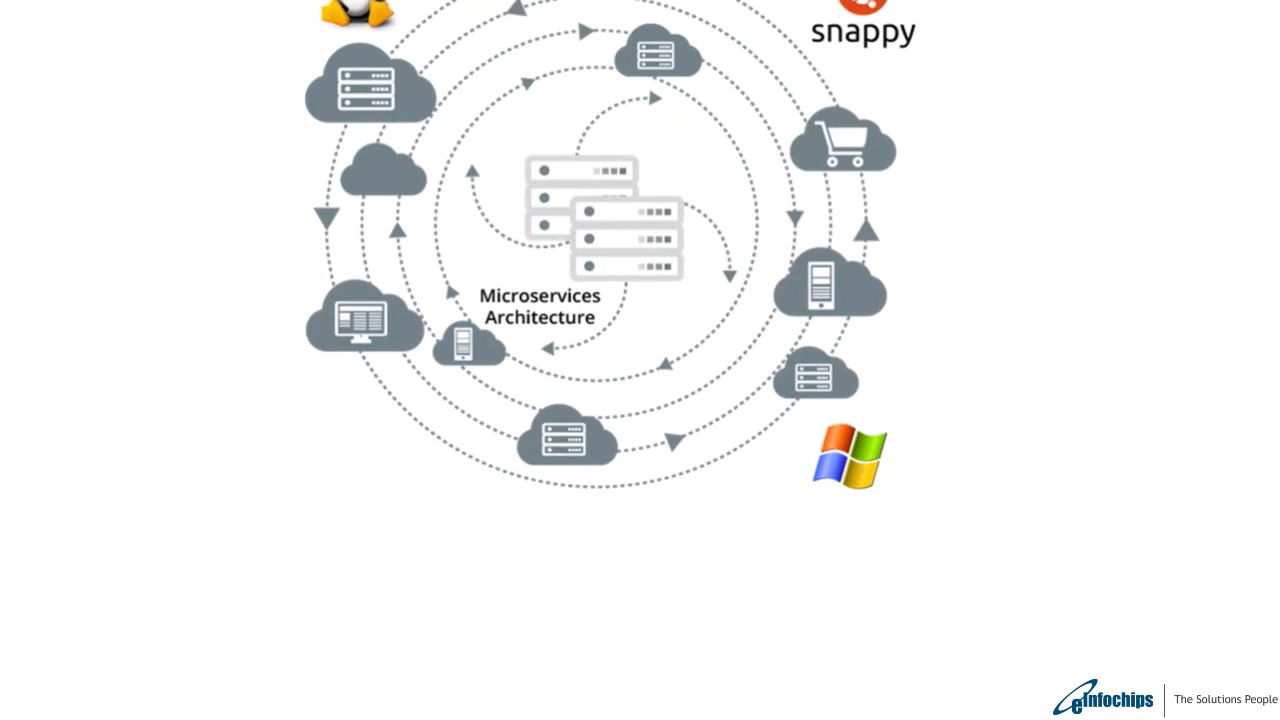 snappy
Microservices
Architecture
eInfochips
The Solutions People